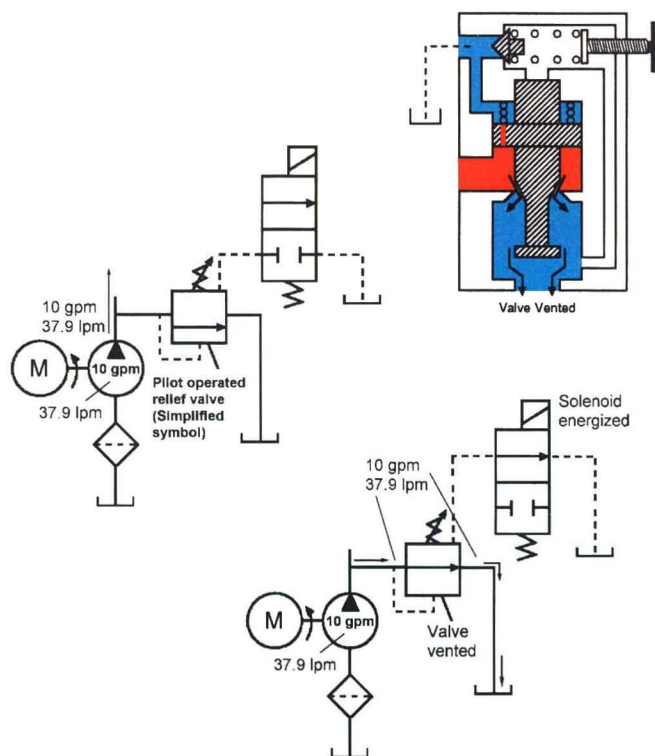 Valve Vented
10 gpm
37.9 lpm
M
10 gpm
37.9 lpm
Pilot operated
relief valve
(Simplified
symbol)
Solenoid
energized
10 gpm
37.9 lpm
M
10 gpm
37.9 lpm
Valve
vented